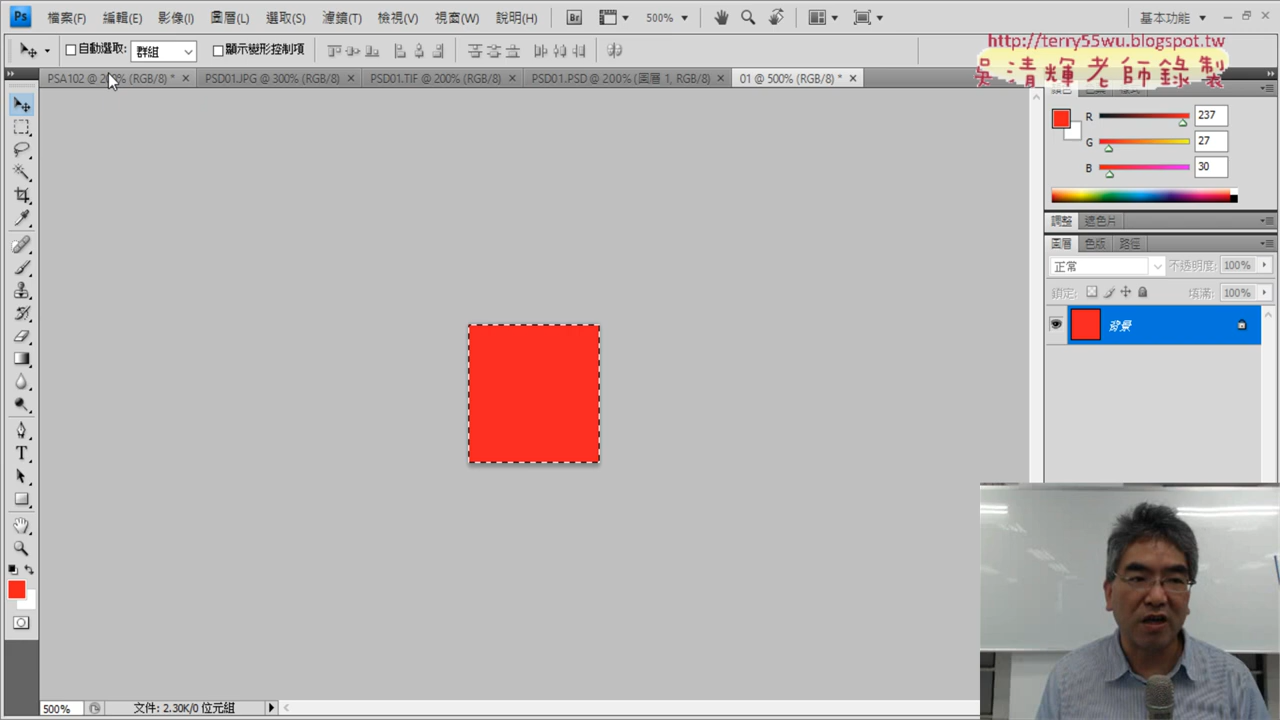 Ps 檔案(F) 編輯(E) 影像(I) 圖層(L) 選取(S) 濾鏡(T) 檢視(V) 視窗(W) 說明(H) Br 500% 基本功能
自動選取: 群組 顯示變形控制項
http://terry55wu.blogspot.tw
吳清輝老師錄製
PSA102 @ 200% (RGB/8) * PSD01.JPG @ 300% (RGB/8) PSD01.TIF @ 200% (RGB/8) PSD01.PSD @ 200% (圖層 1, RGB/8) 01 @ 500% (RGB/8) *
R 237
G 27
B 30
調整 遮色片
圖層 色版 路徑
正常 不透明度: 100%
鎖定: 填滿: 100%
背景
T
500% 文件: 2.30K/0 位元組